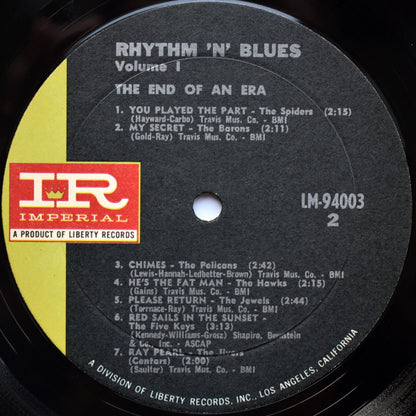 RHYTHM 'N' BLUES
Volume I
THE END OF AN ERA
1. YOU PLAYED THE PART - The Spiders (2:15)
(Hayward-Carbo) Travis Mus. Co. - BMI
2. MY SECRET - The Barons (2:11)
(Gold-Ray) Travis Mus. Co. - BMI
IR
IMPERIAL
A PRODUCT OF LIBERTY RECORDS
LM-94003
2
3. CHIMES - The Pelicans (2:42)
(Lewis-Hannah-Ledbetter-Brown) Travis Mus. Co. - BMI
4. HE'S THE FAT MAN - The Hawks (2:15)
(Gains) Travis Mus. Co. - BMI
5. PLEASE RETURN - The Jewels (2:44)
(Torrnace-Ray) Travis Mus. Co. - BMI
6. RED SAILS IN THE SUNSET -
The Five Keys (3:13)
(Kennedy-Williams-Grosz) Shapiro, Bernstein
& Co., Inc. - ASCAP
7. RAY PEARL - The Jivers
(Cantors) (2:00)
(Saulter) Travis Mus. Co. - BMI
A DIVISION OF LIBERTY RECORDS, INC., LOS ANGELES, CALIFORNIA